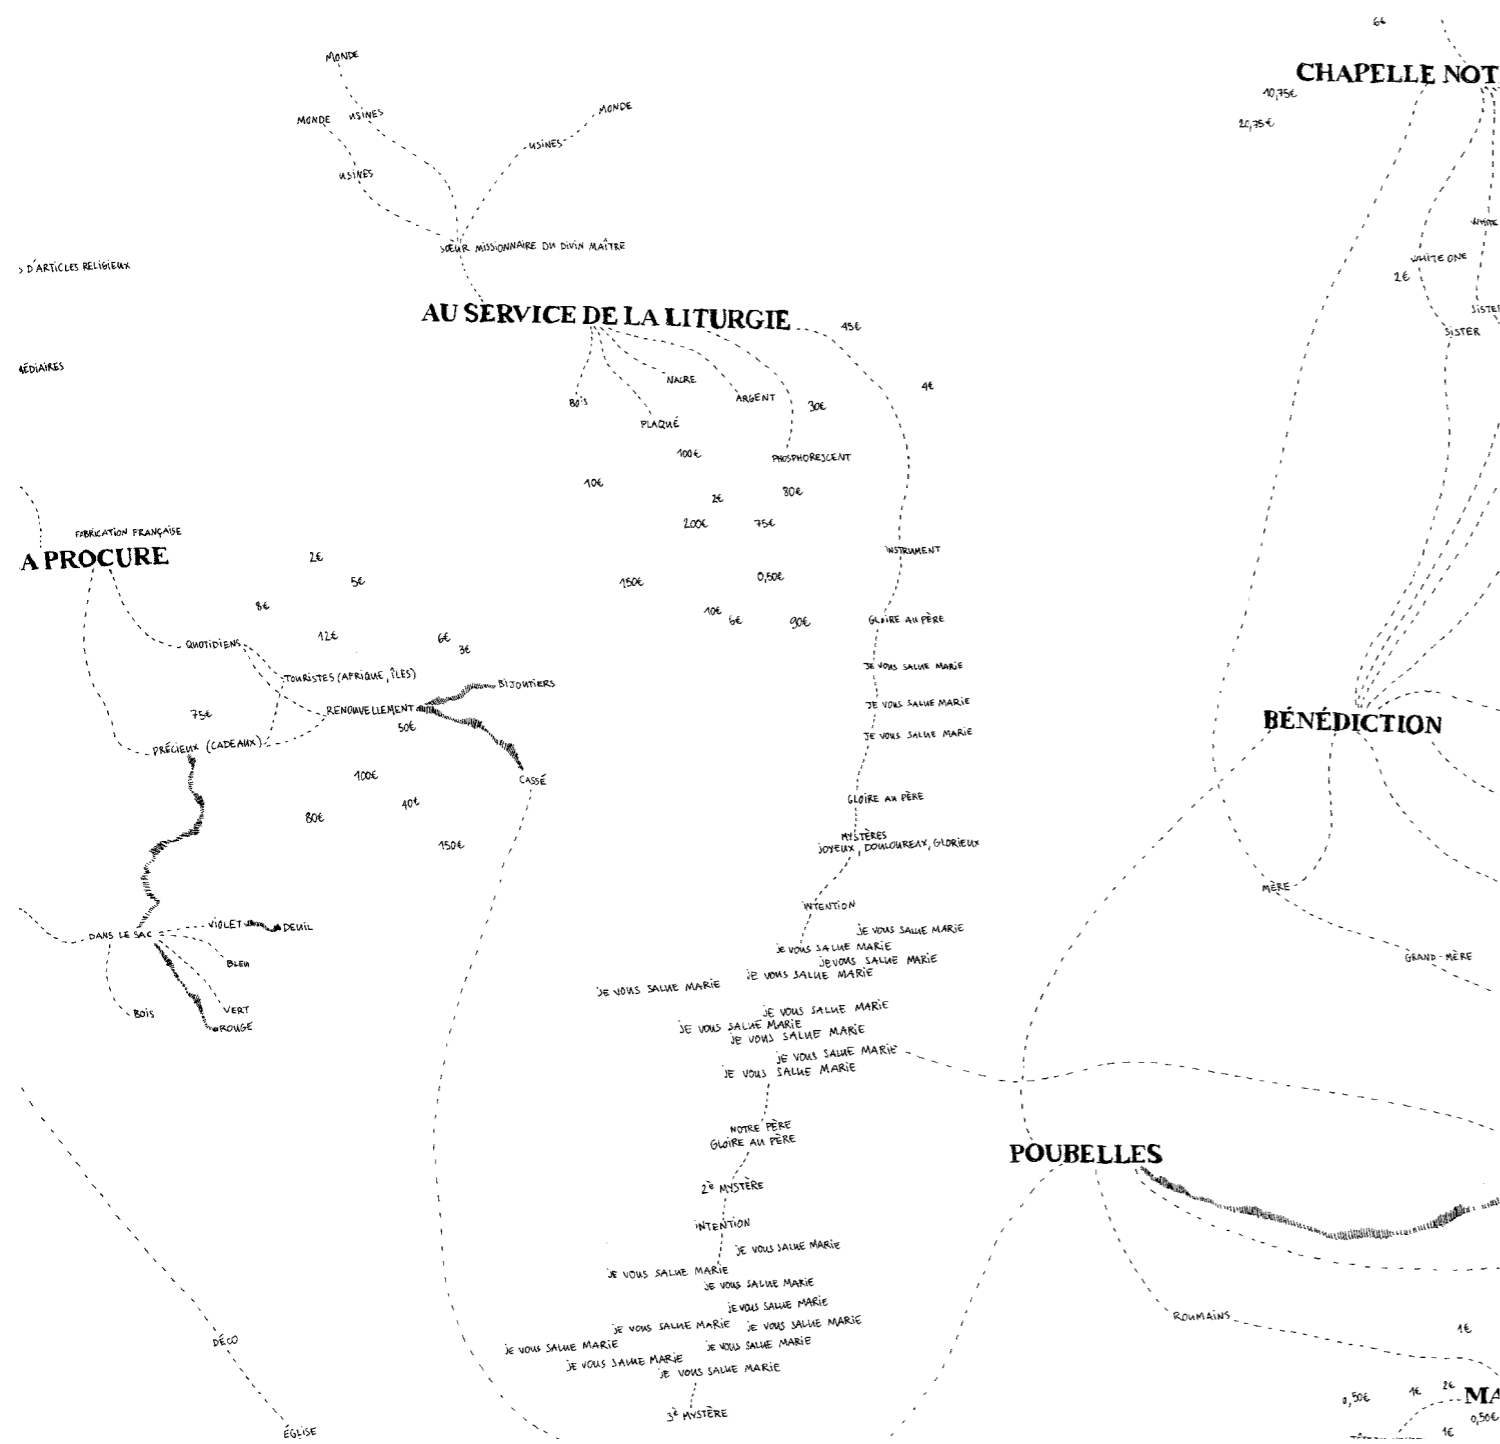 6€
MONDE
CHAPELLE NOT
10,75€
USINES
MONDE
MONDE
20,75€
USINES
USINES
WHITE
SŒUR MISSIONNAIRE DU DIVIN MAÎTRE
WHITE ONE
D'ARTICLES RELIGIEUX
2€
AU SERVICE DE LA LITURGIE
45€
SISTER
SISTER
ÉDIAIRES
NACRE
4€
BOIS
ARGENT
30€
PLAQUÉ
100€
PHOSPHORESCENT
10€
2€
80€
200€
75€
FABRICATION FRANÇAISE
A PROCURE
2€
INSTRUMENT
5€
150€
0,50€
8€
10€
6€
90€
GLOIRE AU PÈRE
12€
6€
QUOTIDIENS
3€
JE VOUS SALUE MARIE
TOURISTES (AFRIQUE, ÎLES)
BIJOUTIERS
JE VOUS SALUE MARIE
RENOUVELLEMENT
75€
50€
BÉNÉDICTION
JE VOUS SALUE MARIE
PRÉCIEUX (CADEAUX)
100€
CASSÉ
40€
GLOIRE AU PÈRE
80€
MYSTÈRES
JOYEUX, DOULOUREUX, GLORIEUX
150€
MÈRE
INTENTION
VIOLET
DEUIL
JE VOUS SALUE MARIE
DANS LE SAC
JE VOUS SALUE MARIE
JE VOUS SALUE MARIE
GRAND-MÈRE
BLEU
JE VOUS SALUE MARIE
JE VOUS SALUE MARIE
VERT
BOIS
JE VOUS SALUE MARIE
ROUGE
JE VOUS SALUE MARIE
JE VOUS SALUE MARIE
JE VOUS SALUE MARIE
JE VOUS SALUE MARIE
NOTRE PÈRE
GLOIRE AU PÈRE
POUBELLES
2È MYSTÈRE
INTENTION
JE VOUS SALUE MARIE
JE VOUS SALUE MARIE
JE VOUS SALUE MARIE
JE VOUS SALUE MARIE
ROUMAINS
JE VOUS SALUE MARIE
JE VOUS SALUE MARIE
1€
DÉCO
JE VOUS SALUE MARIE
JE VOUS SALUE MARIE
JE VOUS SALUE MARIE
JE VOUS SALUE MARIE
0,50€
1€
2€
MA
3È MYSTÈRE
0,50€
ÉGLISE
1€